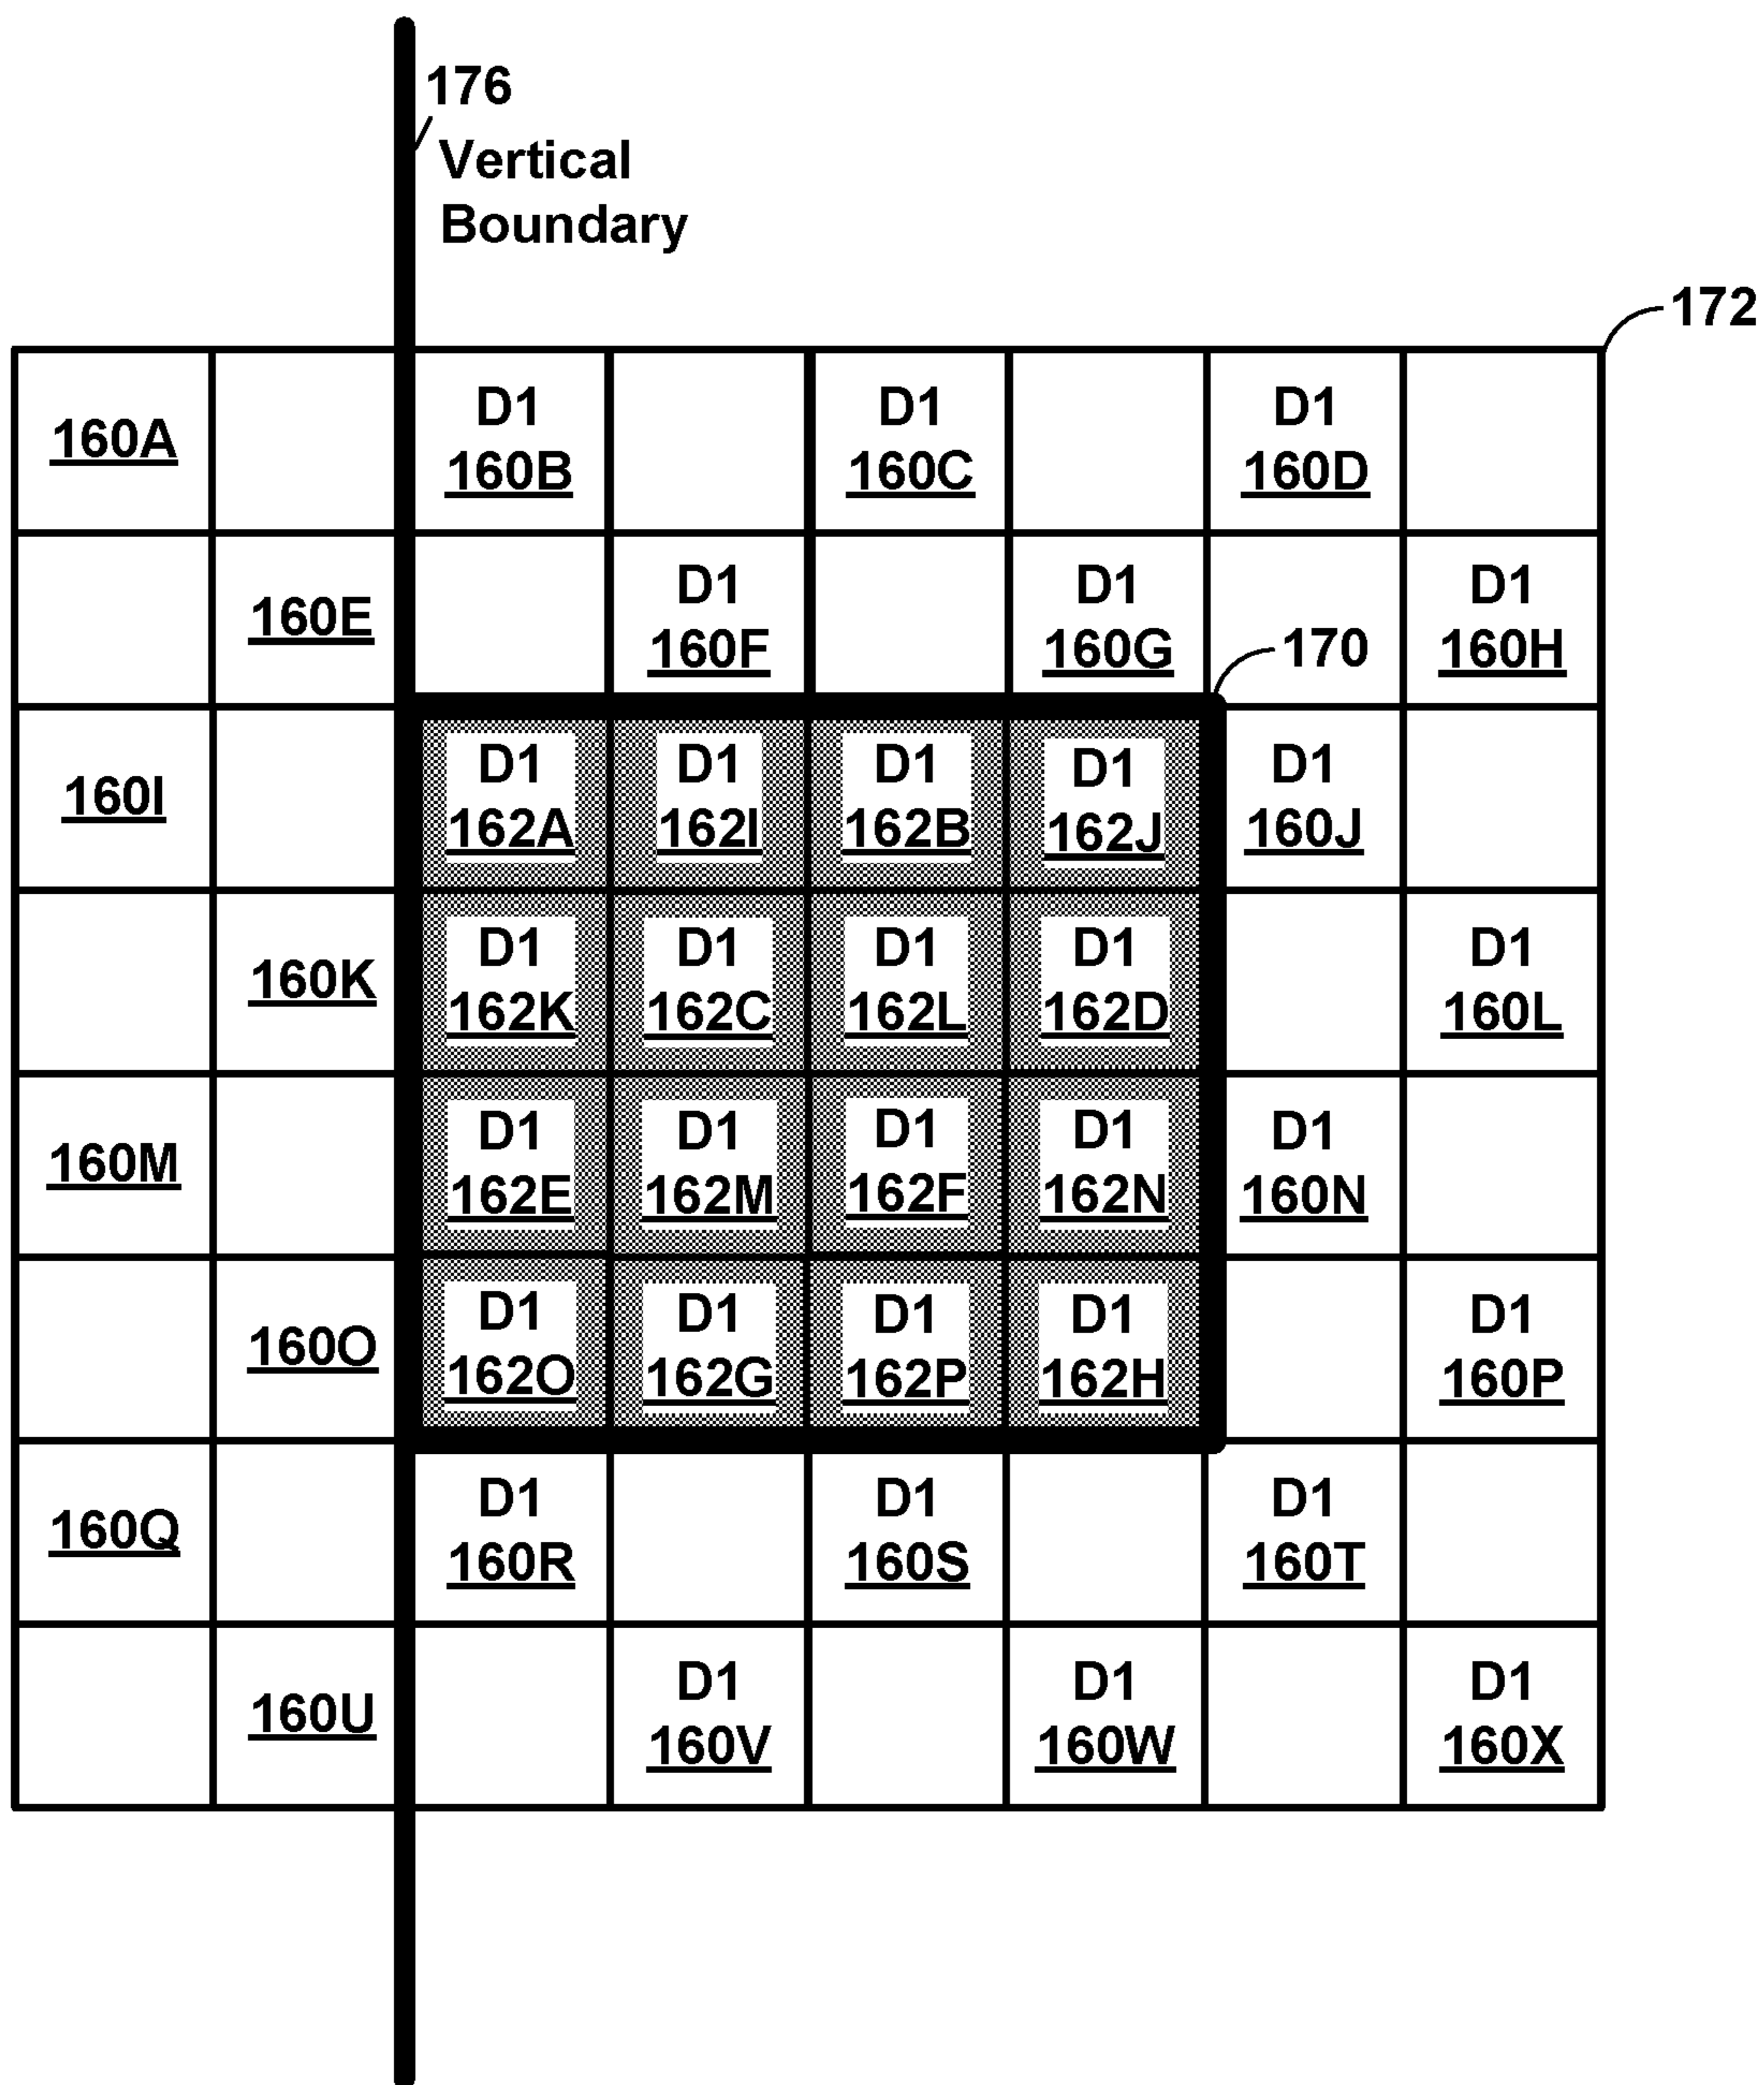 176
Vertical
Boundary
172
D1 D1 D1
160A 160B 160C 160D
D1 D1 D1
160E 160F 160G 160H
170
D1 D1 D1 D1 D1
160I 162A 162I 162B 162J 160J
D1 D1 D1 D1 D1
160K 162K 162C 162L 162D 160L
D1 D1 D1 D1 D1
160M 162E 162M 162F 162N 160N
D1 D1 D1 D1 D1
160O 162O 162G 162P 162H 160P
D1 D1 D1
160Q 160R 160S 160T
D1 D1 D1
160U 160V 160W 160X